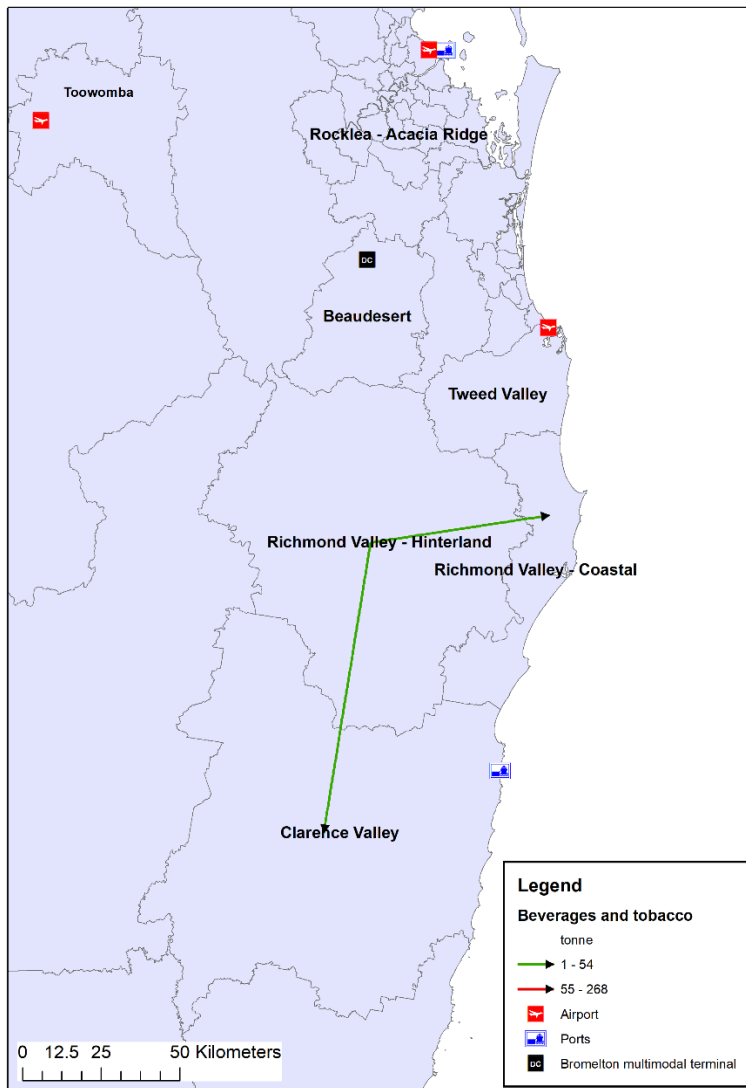 Toowomba
Rocklea - Acacia Ridge
DC
Beaudesert
Tweed Valley
Richmond Valley - Hinterland
Richmond Valley - Coastal
Clarence Valley
Legend
Beverages and tobacco
tonne
1 - 54
55 - 268
Airport
Ports
DC Bromelton multimodal terminal
0 12.5 25 50 Kilometers